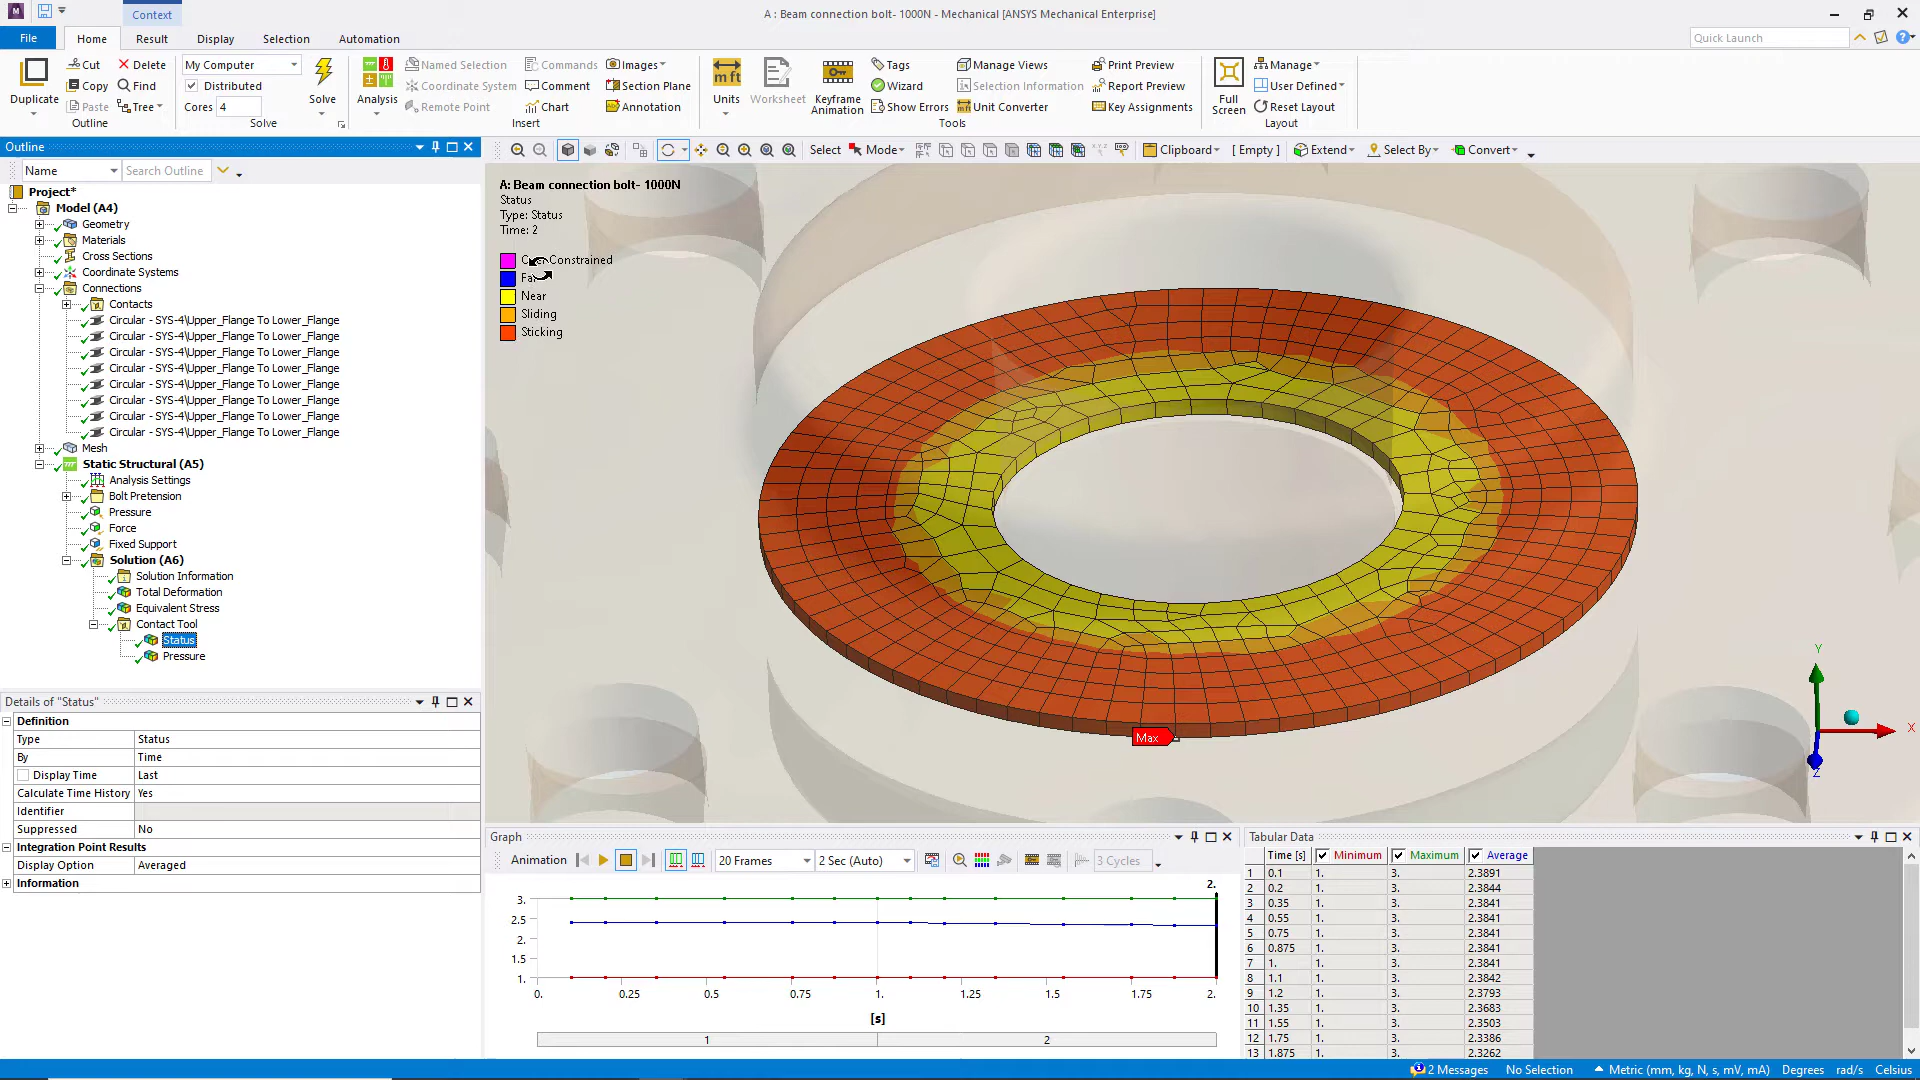 Context
A : Beam connection bolt- 1000N - Mechanical [ANSYS Mechanical Enterprise]
File Home Result Display Selection Automation
Quick Launch
Duplicate
Cut
Copy
Paste
Delete
Find
Tree
Outline
My Computer
Distributed
Cores 4
Solve
Solve
Analysis
Named Selection
Coordinate System
Remote Point
Commands
Comment
Chart
Images
Section Plane
Annotation
Insert
Units
Worksheet
Keyframe
Animation
Tags
Wizard
Show Errors
Manage Views
Selection Information
Unit Converter
Print Preview
Report Preview
Key Assignments
Tools
Full
Screen
Manage
User Defined
Reset Layout
Layout
Outline
Name
Search Outline
Project*
Model (A4)
Geometry
Materials
Cross Sections
Coordinate Systems
Connections
Contacts
Circular - SYS-4\Upper_Flange To Lower_Flange
Circular - SYS-4\Upper_Flange To Lower_Flange
Circular - SYS-4\Upper_Flange To Lower_Flange
Circular - SYS-4\Upper_Flange To Lower_Flange
Circular - SYS-4\Upper_Flange To Lower_Flange
Circular - SYS-4\Upper_Flange To Lower_Flange
Circular - SYS-4\Upper_Flange To Lower_Flange
Circular - SYS-4\Upper_Flange To Lower_Flange
Mesh
Static Structural (A5)
Analysis Settings
Bolt Pretension
Pressure
Force
Fixed Support
Solution (A6)
Solution Information
Total Deformation
Equivalent Stress
Contact Tool
Status
Pressure
Details of "Status"
Definition
Type Status
By Time
Display Time Last
Calculate Time History Yes
Identifier
Suppressed No
Integration Point Results
Display Option Averaged
Information
Select Mode Clipboard [ Empty ] Extend Select By Convert
A: Beam connection bolt- 1000N
Status
Type: Status
Time: 2
Over Constrained
Far
Near
Sliding
Sticking
Max
Y
X
Z
Graph
Animation 20 Frames 2 Sec (Auto) 3 Cycles
2.
3.
2.5
2.
1.5
1.
0. 0.25 0.5 0.75 1. 1.25 1.5 1.75 2.
[s]
1 2
Tabular Data
Time [s] Minimum Maximum Average
1 0.1 1. 3. 2.3891
2 0.2 1. 3. 2.3844
3 0.35 1. 3. 2.3841
4 0.55 1. 3. 2.3841
5 0.75 1. 3. 2.3841
6 0.875 1. 3. 2.3841
7 1. 1. 3. 2.3841
8 1.1 1. 3. 2.3842
9 1.2 1. 3. 2.3793
10 1.35 1. 3. 2.3683
11 1.55 1. 3. 2.3503
12 1.75 1. 3. 2.3386
13 1.875 1. 3. 2.3262
2 Messages No Selection Metric (mm, kg, N, s, mV, mA) Degrees rad/s Celsius